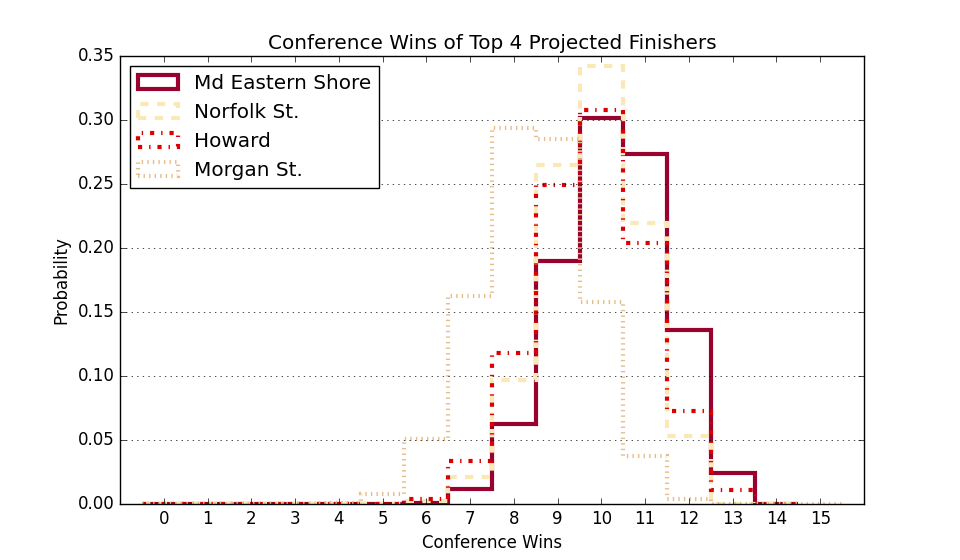 Conference Wins of Top 4 Projected Finishers
0.35
0.30
0.25
0.20
0.15
0.10
0.05
0.00
Probability
Md Eastern Shore
Norfolk St.
Howard
Morgan St.
0 1 2 3 4 5 6 7 8 9 10 11 12 13 14 15
Conference Wins